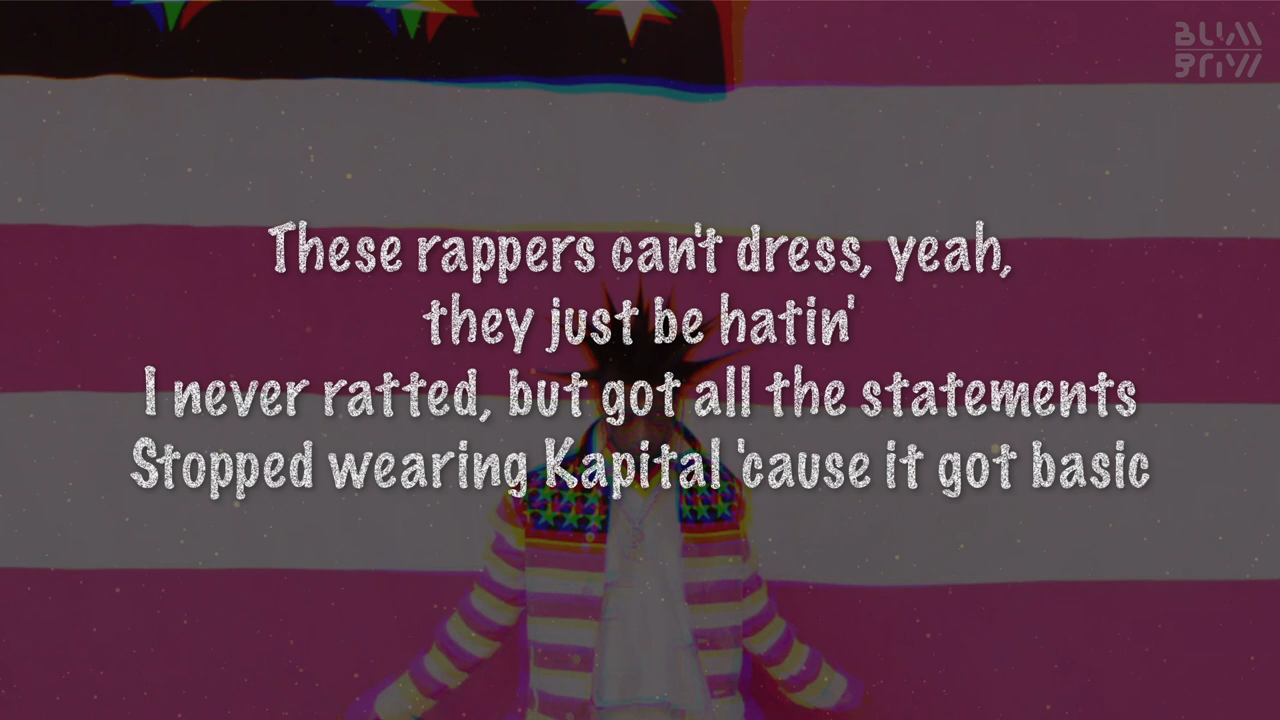 BLIM
These rappers can't dress, yeah,
they just be hatin'
I never ratted, but got all the statements
Stopped wearing Kapital 'cause it got basic